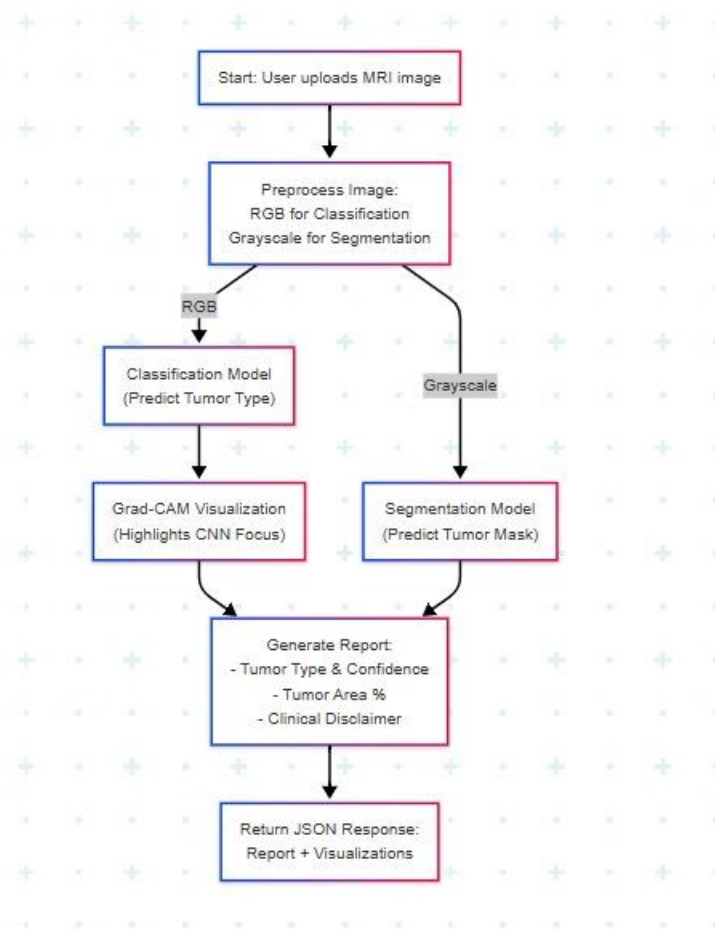 Start: User uploads MRI image
Preprocess Image:
RGB for Classification
Grayscale for Segmentation
RGB
Classification Model
(Predict Tumor Type)
Grayscale
Grad-CAM Visualization
(Highlights CNN Focus)
Segmentation Model
(Predict Tumor Mask)
Generate Report:
- Tumor Type & Confidence
- Tumor Area %
- Clinical Disclaimer
Return JSON Response:
Report + Visualizations